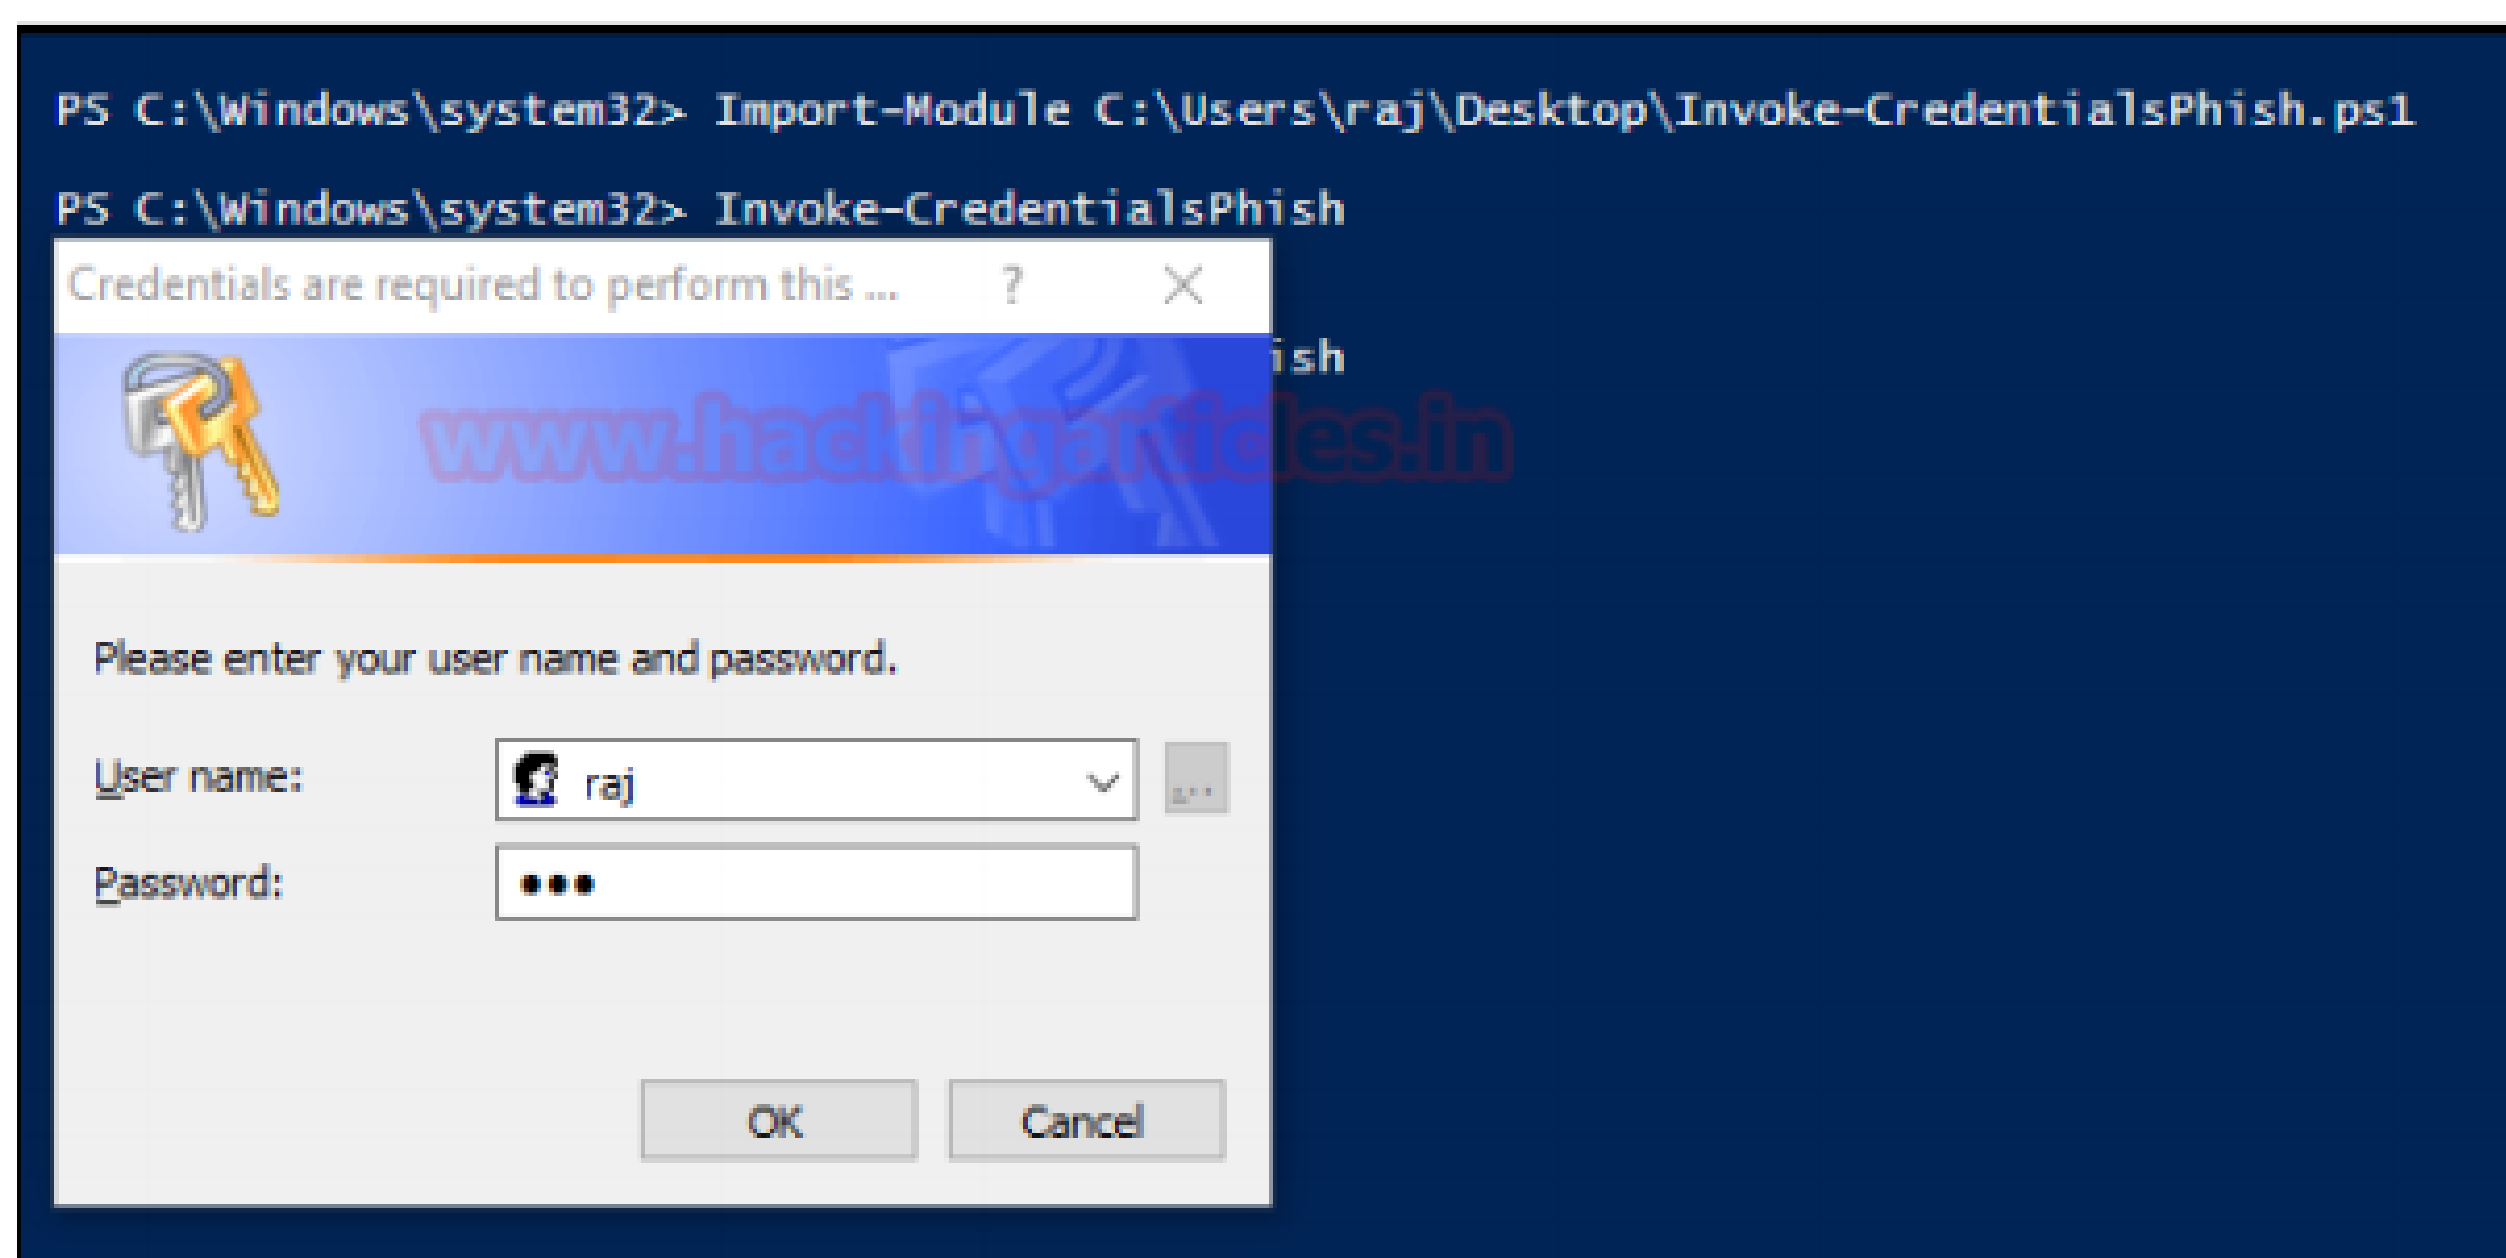 PS C:\Windows\system32> Import-Module C:\Users\raj\Desktop\Invoke-CredentialsPhish.ps1
PS C:\Windows\system32> Invoke-CredentialsPhish
Credentials are required to perform this ... ? X
ish
www.hackingarticles.in
Please enter your user name and password.
User name: raj ...
Password: •••
OK Cancel